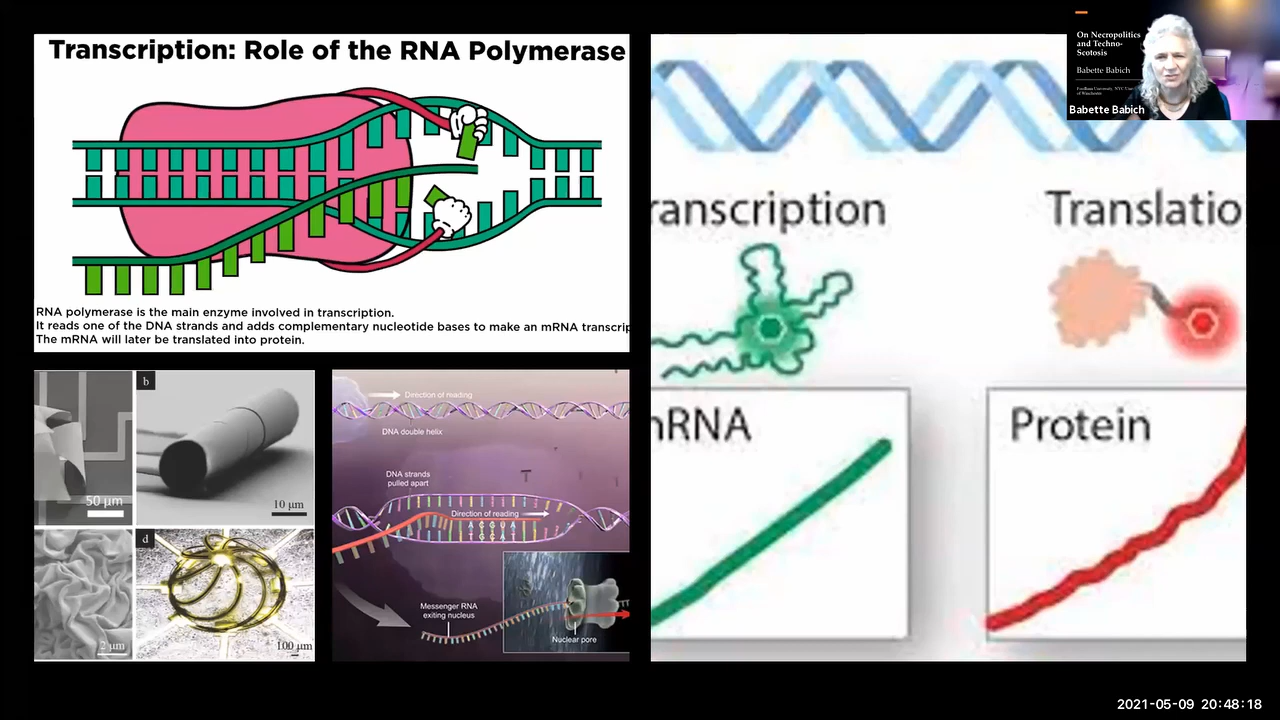 Transcription: Role of the RNA Polymerase
RNA polymerase is the main enzyme involved in transcription.
It reads one of the DNA strands and adds complementary nucleotide bases to make an mRNA transcrip
The mRNA will later be translated into protein.
50 μm
b
10 μm
2 μm
d
100 μm
Direction of reading
DNA double helix
DNA strands
pulled apart
Direction of reading
Messenger RNA
exiting nucleus
Nuclear pore
ranscription
Translatio
mRNA
Protein
On Necropolitics
and Techno-
Scotosis
Babette Babich
Babette Babich
2021-05-09 20:48:18